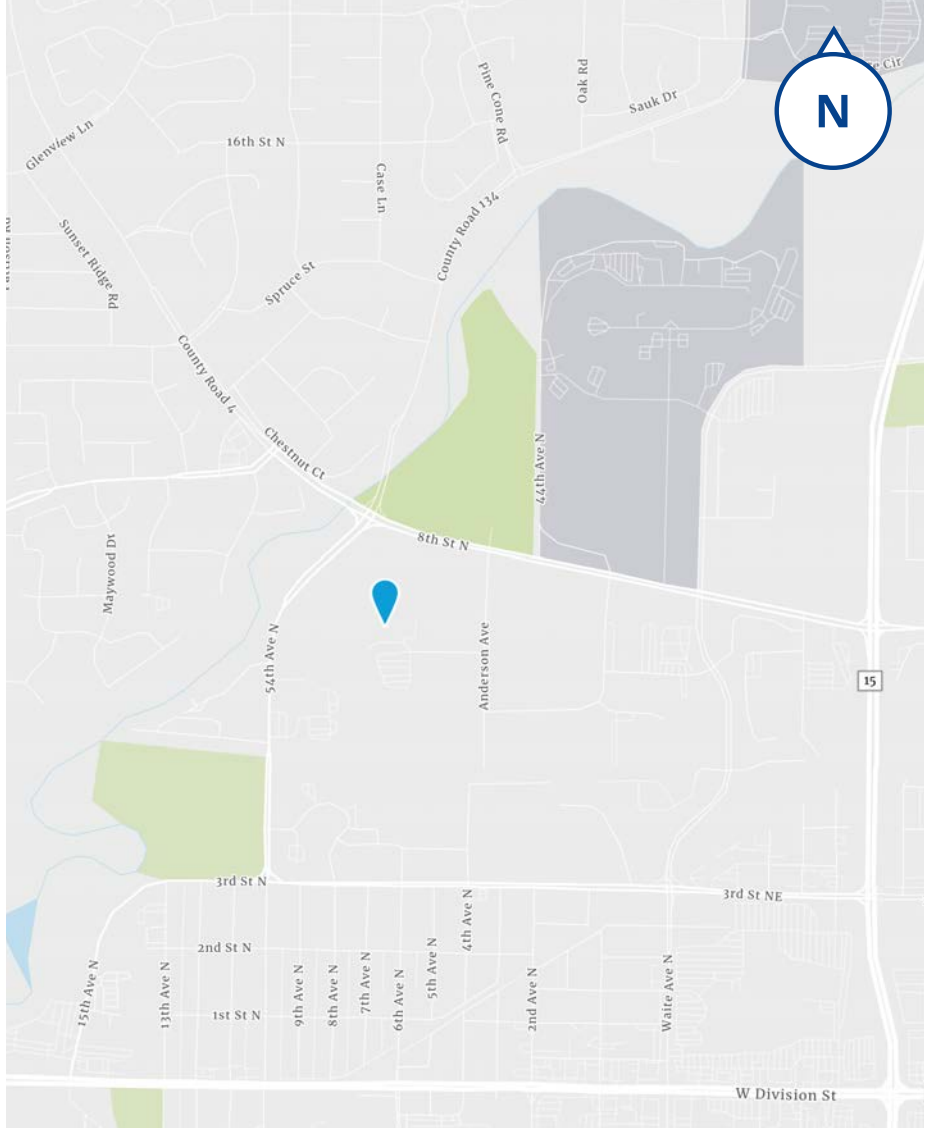 N
Pine Cone Rd
Oak Rd
Sauk Dr
Cir
Glenview Ln
16th St N
Case Ln
County Road 134
Sunset Ridge Rd
Spruce St
County Road 4
Chestnut Ct
44th Ave N
8th St N
Maywood Dr
54th Ave N
Anderson Ave
15
3rd St N
3rd St NE
4th Ave N
2nd St N
15th Ave N
13th Ave N
9th Ave N
8th Ave N
7th Ave N
6th Ave N
5th Ave N
2nd Ave N
Waite Ave N
1st St N
W Division St